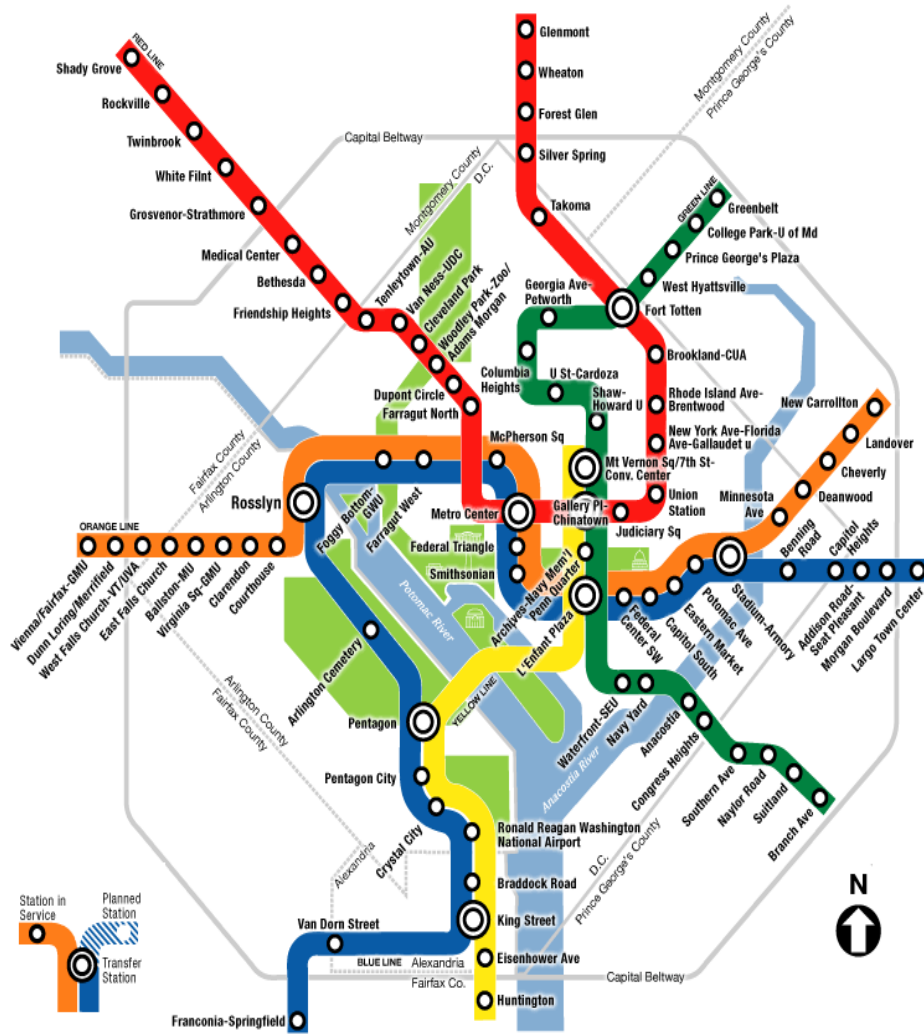 RED LINE
Shady Grove
Rockville
Twinbrook
White Filnt
Grosvenor-Strathmore
Medical Center
Bethesda
Friendship Heights
Tenleytown-AU
Van Ness-UDC
Cleveland Park
Woodley Park-Zoo/
Adams Morgan
Dupont Circle
Farragut North
Glenmont
Wheaton
Forest Glen
Silver Spring
Takoma
Montgomery County
Prince George's County
Capital Beltway
Montgomery County
D.C.
GREEN LINE
Greenbelt
College Park-U of Md
Prince George's Plaza
West Hyattsville
Fort Totten
Georgia Ave-
Petworth
Columbia
Heights
U St-Cardoza
Shaw-
Howard U
Brookland-CUA
Rhode Island Ave-
Brentwood
New York Ave-Florida
Ave-Gallaudet u
Mt Vernon Sq/7th St-
Conv. Center
Union
Station
Judiciary Sq
Gallery Pl-
Chinatown
Metro Center
McPherson Sq
New Carrollton
Landover
Cheverly
Deanwood
Minnesota
Ave
Benning
Road
Capitol
Heights
Addison Road-
Seat Pleasant
Morgan Boulevard
Largo Town Center
Fairfax County
Arlington County
Rosslyn
ORANGE LINE
Vienna/Fairfax-GMU
Dunn Loring/Merrifield
West Falls Church-VT/UVA
East Falls Church
Ballston-MU
Virginia Sq-GMU
Clarendon
Courthouse
Foggy Bottom-
GWU
Farragut West
Federal Triangle
Smithsonian
Archives-Navy Mem'l
Penn Quarter
L'Enfant Plaza
Federal
Center SW
Capitol South
Eastern Market
Potomac Ave
Stadium-Armory
Potomac River
Arlington Cemetery
Arlington County
Fairfax County
Pentagon
YELLOW LINE
Pentagon City
Crystal City
Waterfront-SEU
Navy Yard
Anacostia
Congress Heights
Southern Ave
Naylor Road
Suitland
Branch Ave
Anacostia River
D.C.
Prince George's County
Ronald Reagan Washington
National Airport
Alexandria
Braddock Road
King Street
Van Dorn Street
BLUE LINE
Alexandria
Fairfax Co.
Eisenhower Ave
Huntington
Capital Beltway
Franconia-Springfield
Station in
Service
Planned
Station
Transfer
Station
N